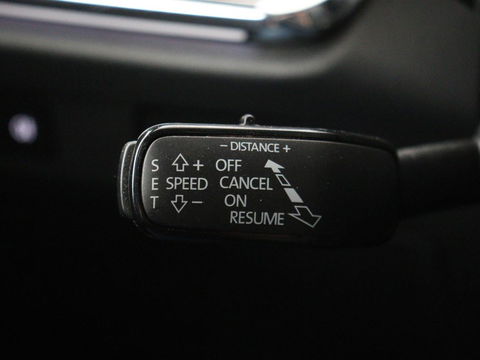 - DISTANCE +
S + OFF
E SPEED CANCEL
T - ON
RESUME